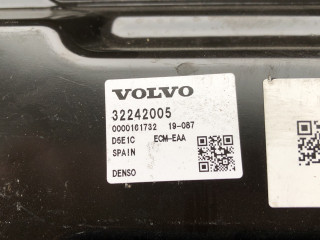 VOLVO
32242005
0000161732 19-087
D5E1C ECM-EAA
SPAIN
DENSO